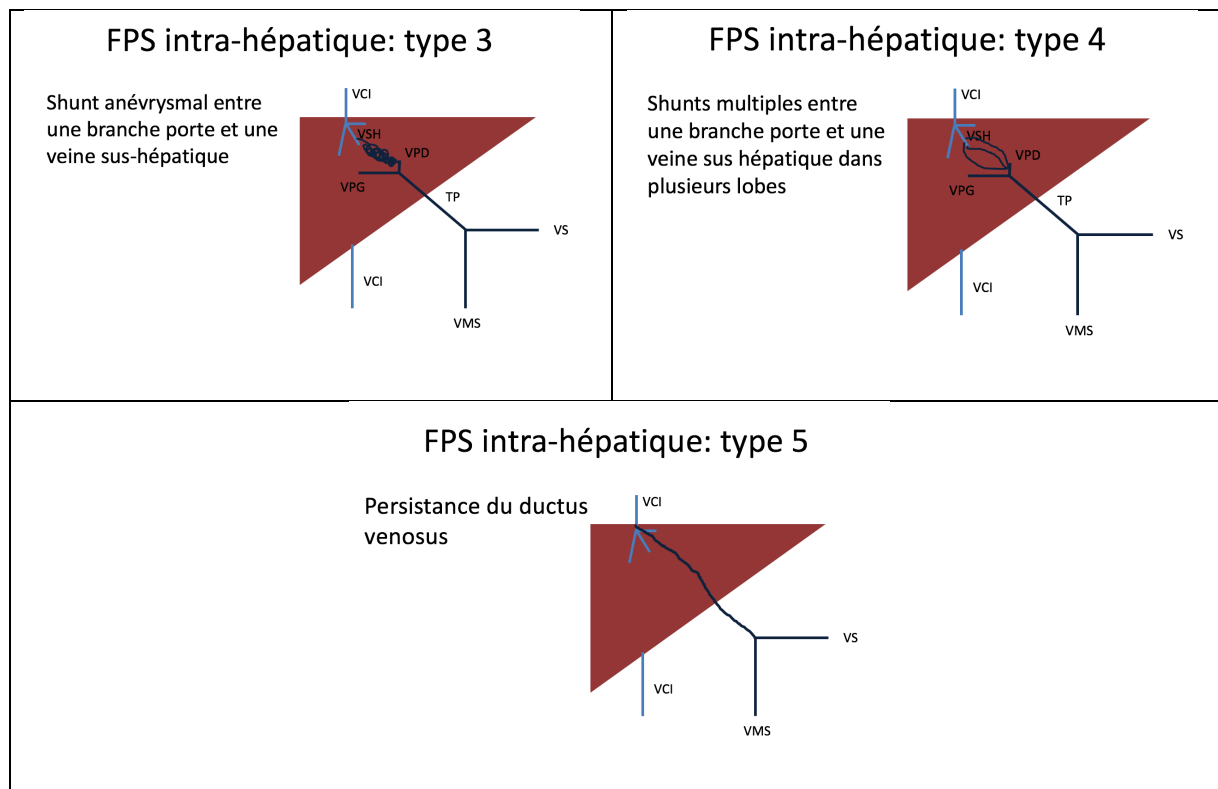 FPS intra-hépatique: type 3
Shunt anévrysmal entre
une branche porte et une
veine sus-hépatique
VCI
VSH
VPD
VPG
TP
VS
VCI
VMS
FPS intra-hépatique: type 4
Shunts multiples entre
une branche porte et une
veine sus hépatique dans
plusieurs lobes
VCI
VSH
VPD
VPG
TP
VS
VCI
VMS
FPS intra-hépatique: type 5
Persistance du ductus
venosus
VCI
VS
VCI
VMS